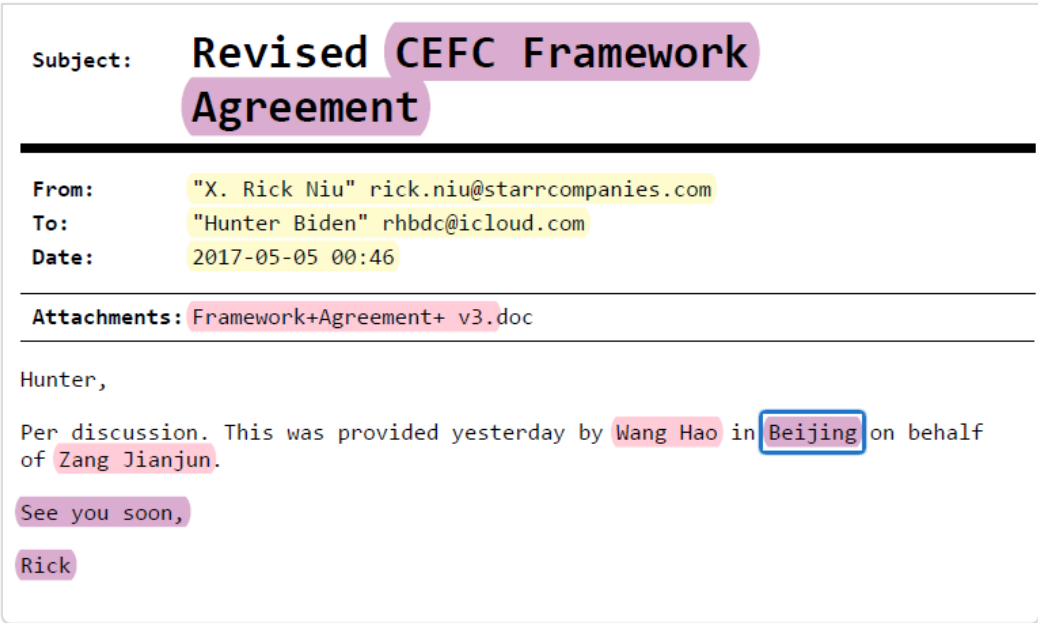 Subject: Revised CEFC Framework
Agreement
From: "X. Rick Niu" rick.niu@starrcompanies.com
To: "Hunter Biden" rhbdc@icloud.com
Date: 2017-05-05 00:46
Attachments: Framework+Agreement+ v3.doc
Hunter,
Per discussion. This was provided yesterday by Wang Hao in Beijing on behalf
of Zang Jianjun.
See you soon,
Rick